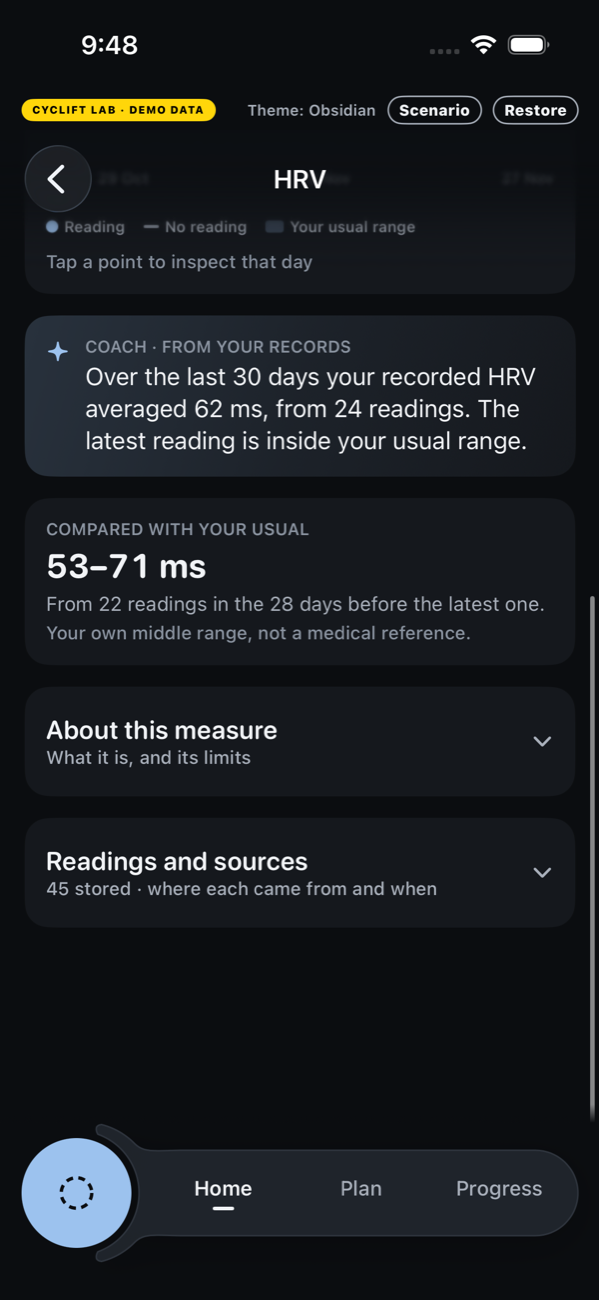 9:48
CYCLIFT LAB · DEMO DATA
Theme: Obsidian
Scenario
Restore
HRV
27 Nov
Reading
No reading
Your usual range
Tap a point to inspect that day
COACH · FROM YOUR RECORDS
Over the last 30 days your recorded HRV
averaged 62 ms, from 24 readings. The
latest reading is inside your usual range.
COMPARED WITH YOUR USUAL
53–71 ms
From 22 readings in the 28 days before the latest one.
Your own middle range, not a medical reference.
About this measure
What it is, and its limits
Readings and sources
45 stored · where each came from and when
Home
Plan
Progress